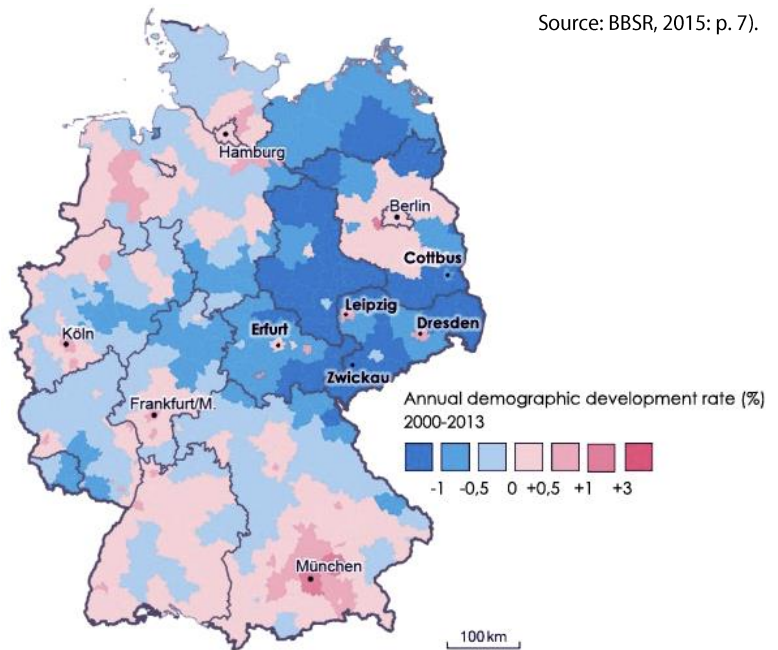 Source: BBSR, 2015: p. 7).
Hamburg
Berlin
Cottbus
Leipzig
Dresden
Erfurt
Köln
Zwickau
Frankfurt/M.
Annual demographic development rate (%)
2000-2013
-1 -0,5 0 +0,5 +1 +3
München
100 km